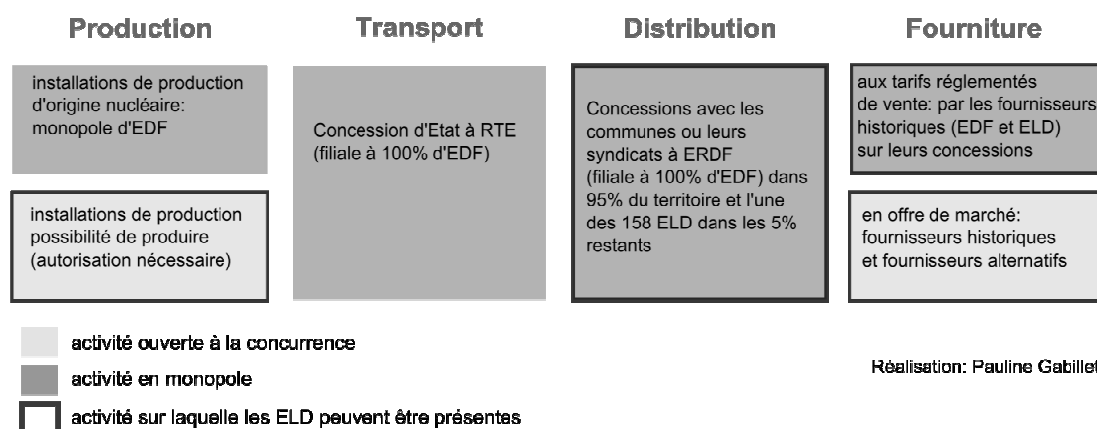 Production
installations de production
d'origine nucléaire:
monopole d'EDF
installations de production
possibilité de produire
(autorisation nécessaire)
Transport
Concession d'Etat à RTE
(filiale à 100% d'EDF)
Distribution
Concessions avec les
communes ou leurs
syndicats à ERDF
(filiale à 100% d'EDF) dans
95% du territoire et l'une
des 158 ELD dans les 5%
restants
Fourniture
aux tarifs réglementés
de vente: par les fournisseurs
historiques (EDF et ELD)
sur leurs concessions
en offre de marché:
fournisseurs historiques
et fournisseurs alternatifs
activité ouverte à la concurrence
activité en monopole
activité sur laquelle les ELD peuvent être présentes
Réalisation: Pauline Gabillet